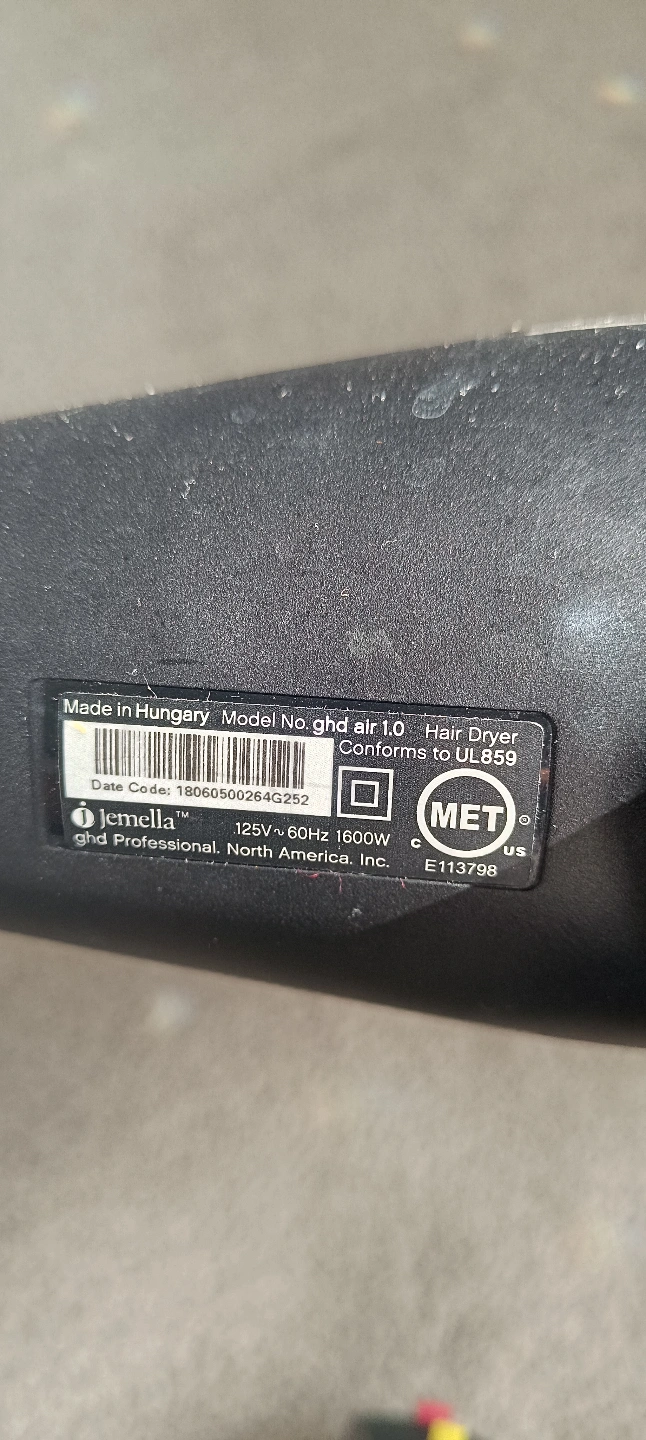 Made in Hungary Model No. ghd air 1.0 Hair Dryer
Conforms to UL859
Date Code: 18060500264G252
MET
c us
E113798
jemella™ 125V~60Hz 1600W
ghd Professional. North America. Inc.